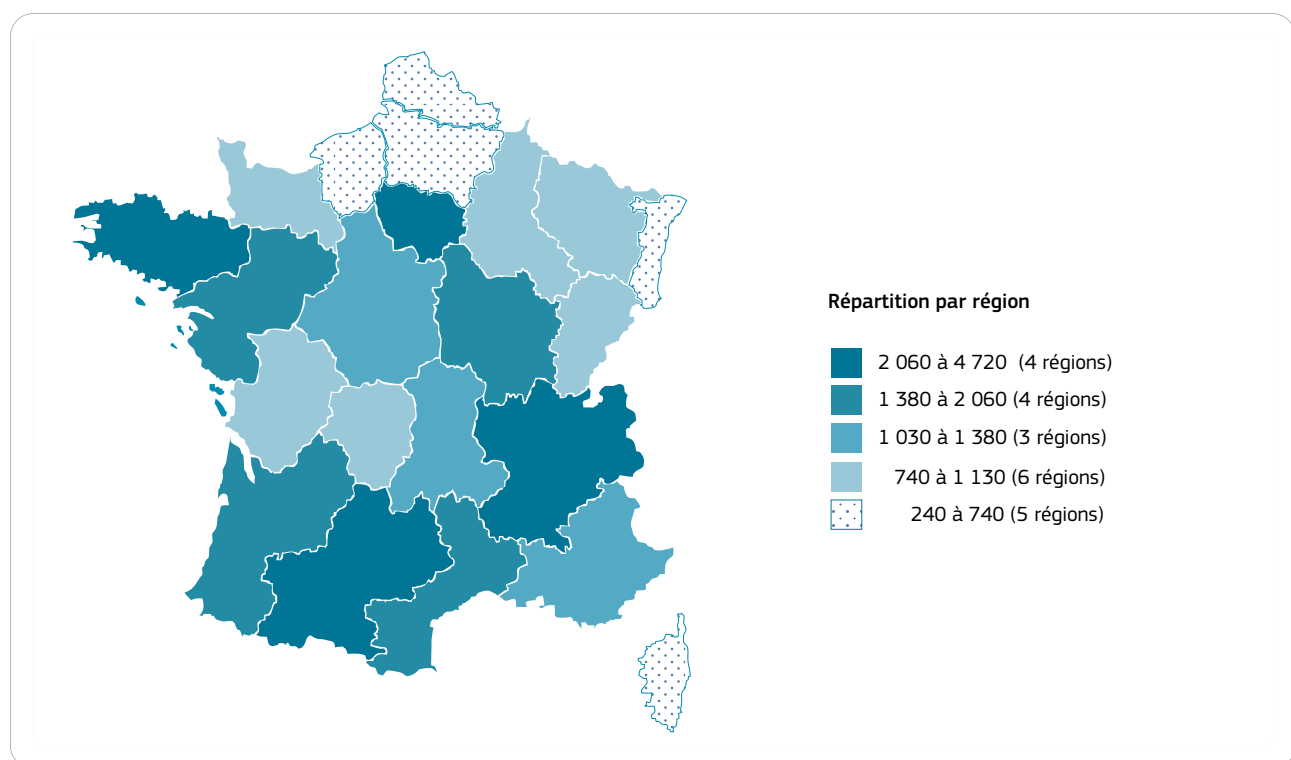 Répartition par région
2 060 à 4 720 (4 régions)
1 380 à 2 060 (4 régions)
1 030 à 1 380 (3 régions)
740 à 1 130 (6 régions)
240 à 740 (5 régions)